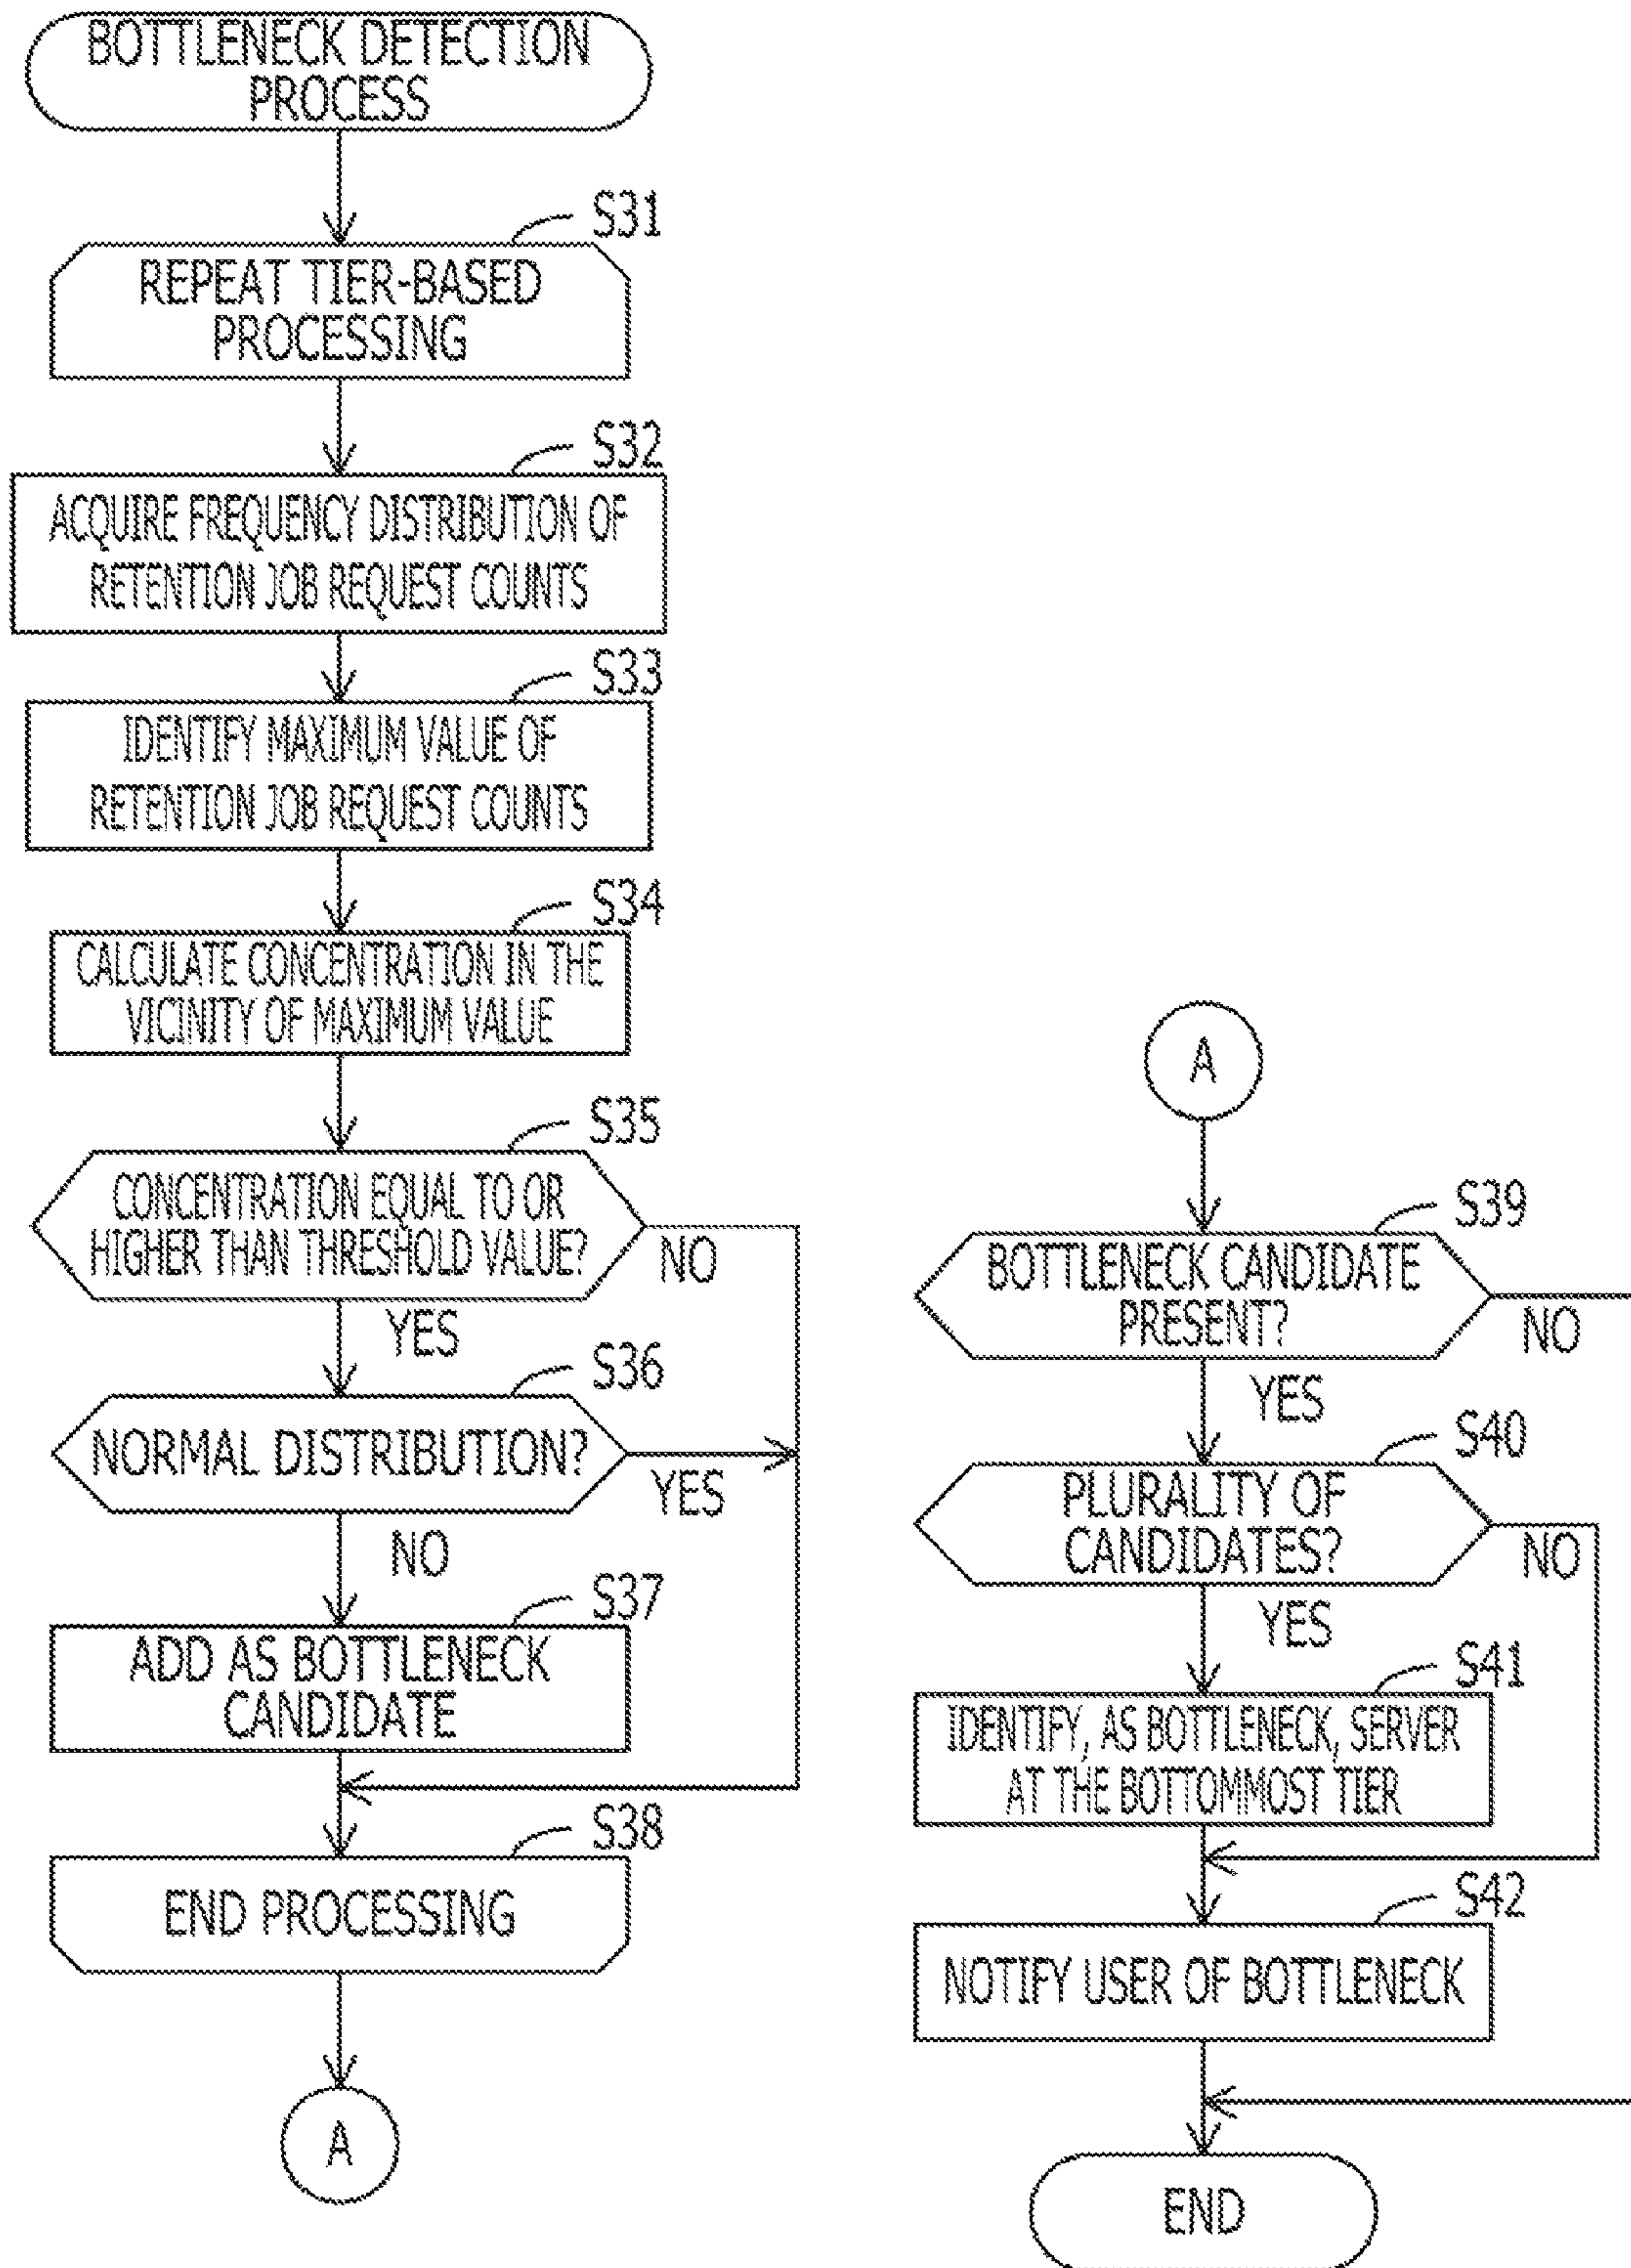 BOTTLENECK DETECTION
PROCESS
S31
REPEAT TIER-BASED
PROCESSING
S32
ACQUIRE FREQUENCY DISTRIBUTION OF
RETENTION JOB REQUEST COUNTS
S33
IDENTIFY MAXIMUM VALUE OF
RETENTION JOB REQUEST COUNTS
S34
CALCULATE CONCENTRATION IN THE
VICINITY OF MAXIMUM VALUE
S35
CONCENTRATION EQUAL TO OR
HIGHER THAN THRESHOLD VALUE?
NO
YES
S36
NORMAL DISTRIBUTION?
YES
NO
S37
ADD AS BOTTLENECK
CANDIDATE
S38
END PROCESSING
A
A
S39
BOTTLENECK CANDIDATE
PRESENT?
NO
YES
S40
PLURALITY OF
CANDIDATES?
NO
YES
S41
IDENTIFY, AS BOTTLENECK, SERVER
AT THE BOTTOMMOST TIER
S42
NOTIFY USER OF BOTTLENECK
END